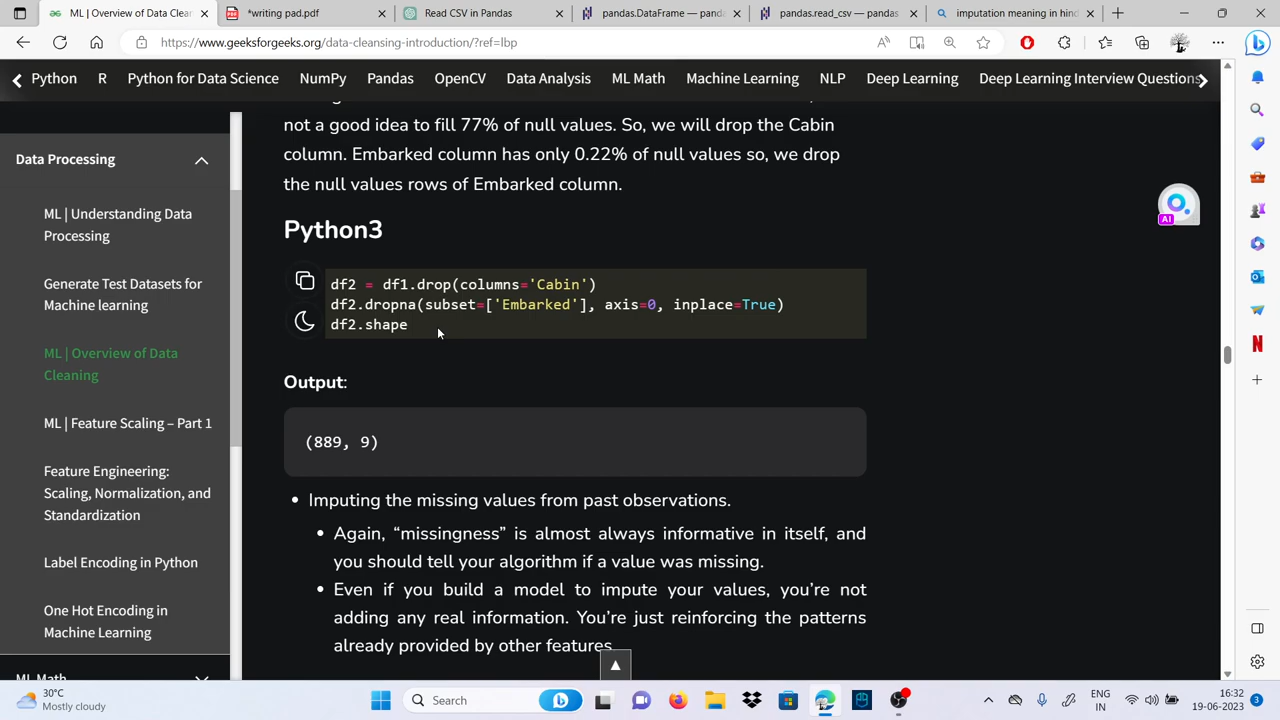 ML | Overview of Data Clean
*writing pad.pdf
Read CSV in Pandas
pandas.DataFrame — panda
pandas.read_csv — pandas
imputation meaning in hind
https://www.geeksforgeeks.org/data-cleansing-introduction/?ref=lbp
Python
R
Python for Data Science
NumPy
Pandas
OpenCV
Data Analysis
ML Math
Machine Learning
NLP
Deep Learning
Deep Learning Interview Questions
Data Processing
ML | Understanding Data
Processing
Generate Test Datasets for
Machine learning
ML | Overview of Data
Cleaning
ML | Feature Scaling – Part 1
Feature Engineering:
Scaling, Normalization, and
Standardization
Label Encoding in Python
One Hot Encoding in
Machine Learning
ML Math
not a good idea to fill 77% of null values. So, we will drop the Cabin
column. Embarked column has only 0.22% of null values so, we drop
the null values rows of Embarked column.
Python3
df2 = df1.drop(columns='Cabin')
df2.dropna(subset=['Embarked'], axis=0, inplace=True)
df2.shape
Output:
(889, 9)
• Imputing the missing values from past observations.
• Again, “missingness” is almost always informative in itself, and
you should tell your algorithm if a value was missing.
• Even if you build a model to impute your values, you’re not
adding any real information. You’re just reinforcing the patterns
already provided by other features.
AI
30°C
Mostly cloudy
Search
ENG
IN
16:32
19-06-2023
3